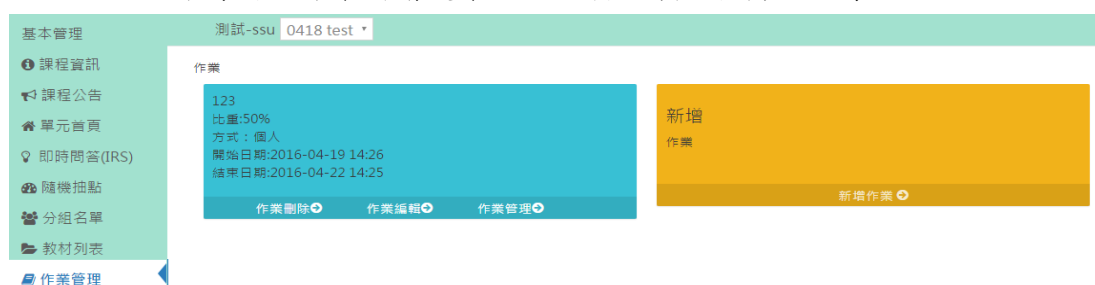 基本管理
課程資訊
課程公告
單元首頁
即時問答(IRS)
隨機抽點
分組名單
教材列表
作業管理
測試-ssu 0418 test
作業
123
比重:50%
方式：個人
開始日期:2016-04-19 14:26
結束日期:2016-04-22 14:25
作業刪除 作業編輯 作業管理
新增
作業
新增作業